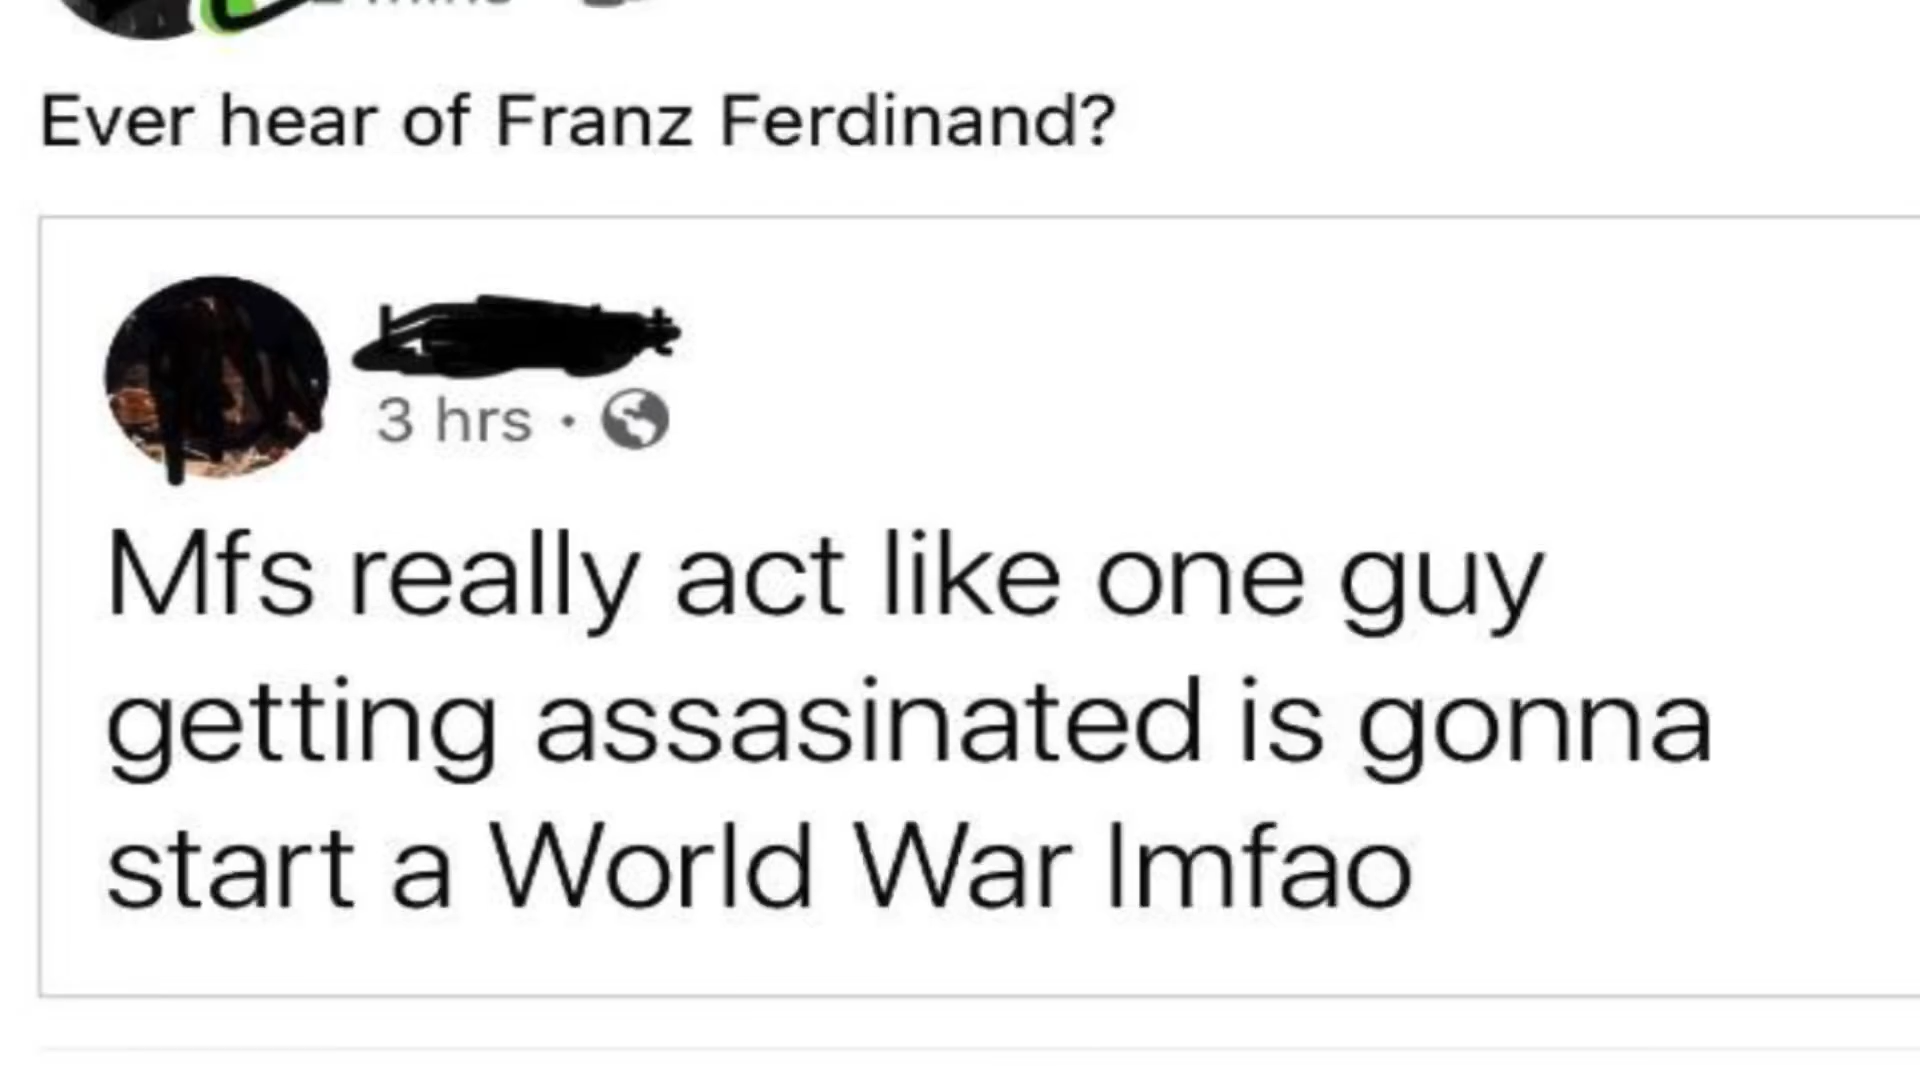 Ever hear of Franz Ferdinand?
3 hrs ·
Mfs really act like one guy
getting assasinated is gonna
start a World War lmfao